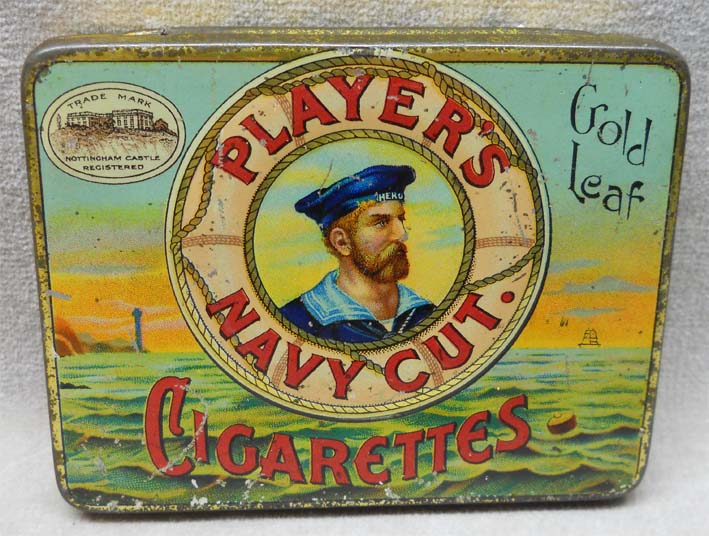 TRADE MARK
NOTTINGHAM CASTLE
REGISTERED
PLAYER'S
NAVY CUT.
Gold
Leaf
HERO
CIGARETTES